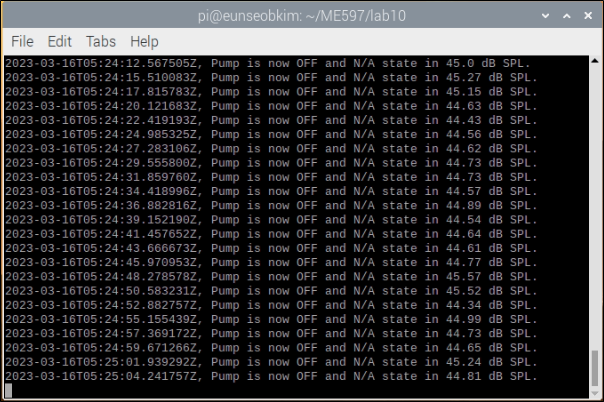 pi@eunseobkim: ~/ME597/lab10
File Edit Tabs Help
2023-03-16T05:24:12.567505Z, Pump is now OFF and N/A state in 45.0 dB SPL.
2023-03-16T05:24:15.510083Z, Pump is now OFF and N/A state in 45.27 dB SPL.
2023-03-16T05:24:17.815783Z, Pump is now OFF and N/A state in 45.15 dB SPL.
2023-03-16T05:24:20.121683Z, Pump is now OFF and N/A state in 44.63 dB SPL.
2023-03-16T05:24:22.419193Z, Pump is now OFF and N/A state in 44.43 dB SPL.
2023-03-16T05:24:24.985325Z, Pump is now OFF and N/A state in 44.56 dB SPL.
2023-03-16T05:24:27.283106Z, Pump is now OFF and N/A state in 44.62 dB SPL.
2023-03-16T05:24:29.555800Z, Pump is now OFF and N/A state in 44.73 dB SPL.
2023-03-16T05:24:31.859760Z, Pump is now OFF and N/A state in 44.73 dB SPL.
2023-03-16T05:24:34.418996Z, Pump is now OFF and N/A state in 44.57 dB SPL.
2023-03-16T05:24:36.882816Z, Pump is now OFF and N/A state in 44.89 dB SPL.
2023-03-16T05:24:39.152190Z, Pump is now OFF and N/A state in 44.54 dB SPL.
2023-03-16T05:24:41.457652Z, Pump is now OFF and N/A state in 44.64 dB SPL.
2023-03-16T05:24:43.666673Z, Pump is now OFF and N/A state in 44.61 dB SPL.
2023-03-16T05:24:45.970953Z, Pump is now OFF and N/A state in 44.77 dB SPL.
2023-03-16T05:24:48.278578Z, Pump is now OFF and N/A state in 45.57 dB SPL.
2023-03-16T05:24:50.583231Z, Pump is now OFF and N/A state in 45.52 dB SPL.
2023-03-16T05:24:52.882757Z, Pump is now OFF and N/A state in 44.34 dB SPL.
2023-03-16T05:24:55.155439Z, Pump is now OFF and N/A state in 44.99 dB SPL.
2023-03-16T05:24:57.369172Z, Pump is now OFF and N/A state in 44.73 dB SPL.
2023-03-16T05:24:59.671266Z, Pump is now OFF and N/A state in 44.65 dB SPL.
2023-03-16T05:25:01.939292Z, Pump is now OFF and N/A state in 45.24 dB SPL.
2023-03-16T05:25:04.241757Z, Pump is now OFF and N/A state in 44.81 dB SPL.